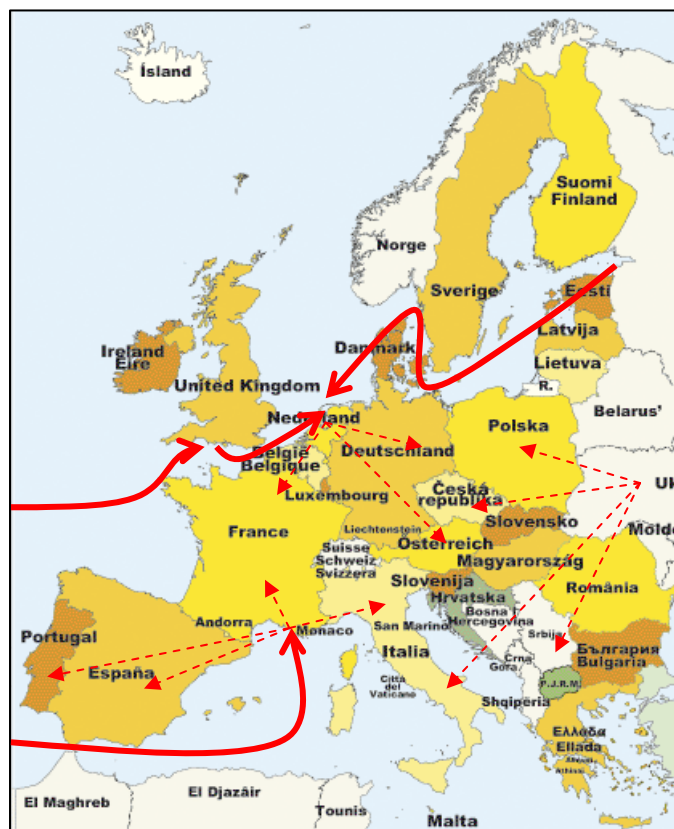 Ísland
Suomi
Finland
Norge
Sverige
Eesti
Latvija
Lietuva
R.
Belarus'
Danmark
Ireland
Éire
United Kingdom
Nederland
Polska
Deutschland
België
Belgique
Luxembourg
Česká
republika
Uk
Slovensko
Moldo
France
Liechtenstein
Österreich
Magyarország
Suisse
Schweiz
Svizzera
Slovenija
Hrvatska
România
Bosna i
Hercegovina
San Marino
Andorra
Monaco
Portugal
España
Italia
Srbija
Crna
Gora
България
Bulgaria
Città
del
Vaticano
Shqipëria
Ελλάδα
Ellada
El Maghreb
El Djazâir
Tounis
Malta